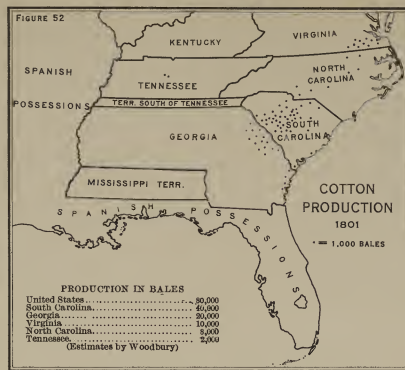 FIGURE 52
KENTUCKY
VIRGINIA
SPANISH
POSSESSIONS
TENNESSEE
NORTH
CAROLINA
TERR. SOUTH OF TENNESSEE
SOUTH
CAROLINA
GEORGIA
MISSISSIPPI TERR.
SPANISH POSSESSIONS
COTTON
PRODUCTION
1801
• = 1,000 BALES
PRODUCTION IN BALES
United States.................. 80,000
South Carolina................ 40,000
Georgia........................ 20,000
Virginia........................ 10,000
North Carolina................ 8,000
Tennessee...................... 2,000
(Estimates by Woodbury)